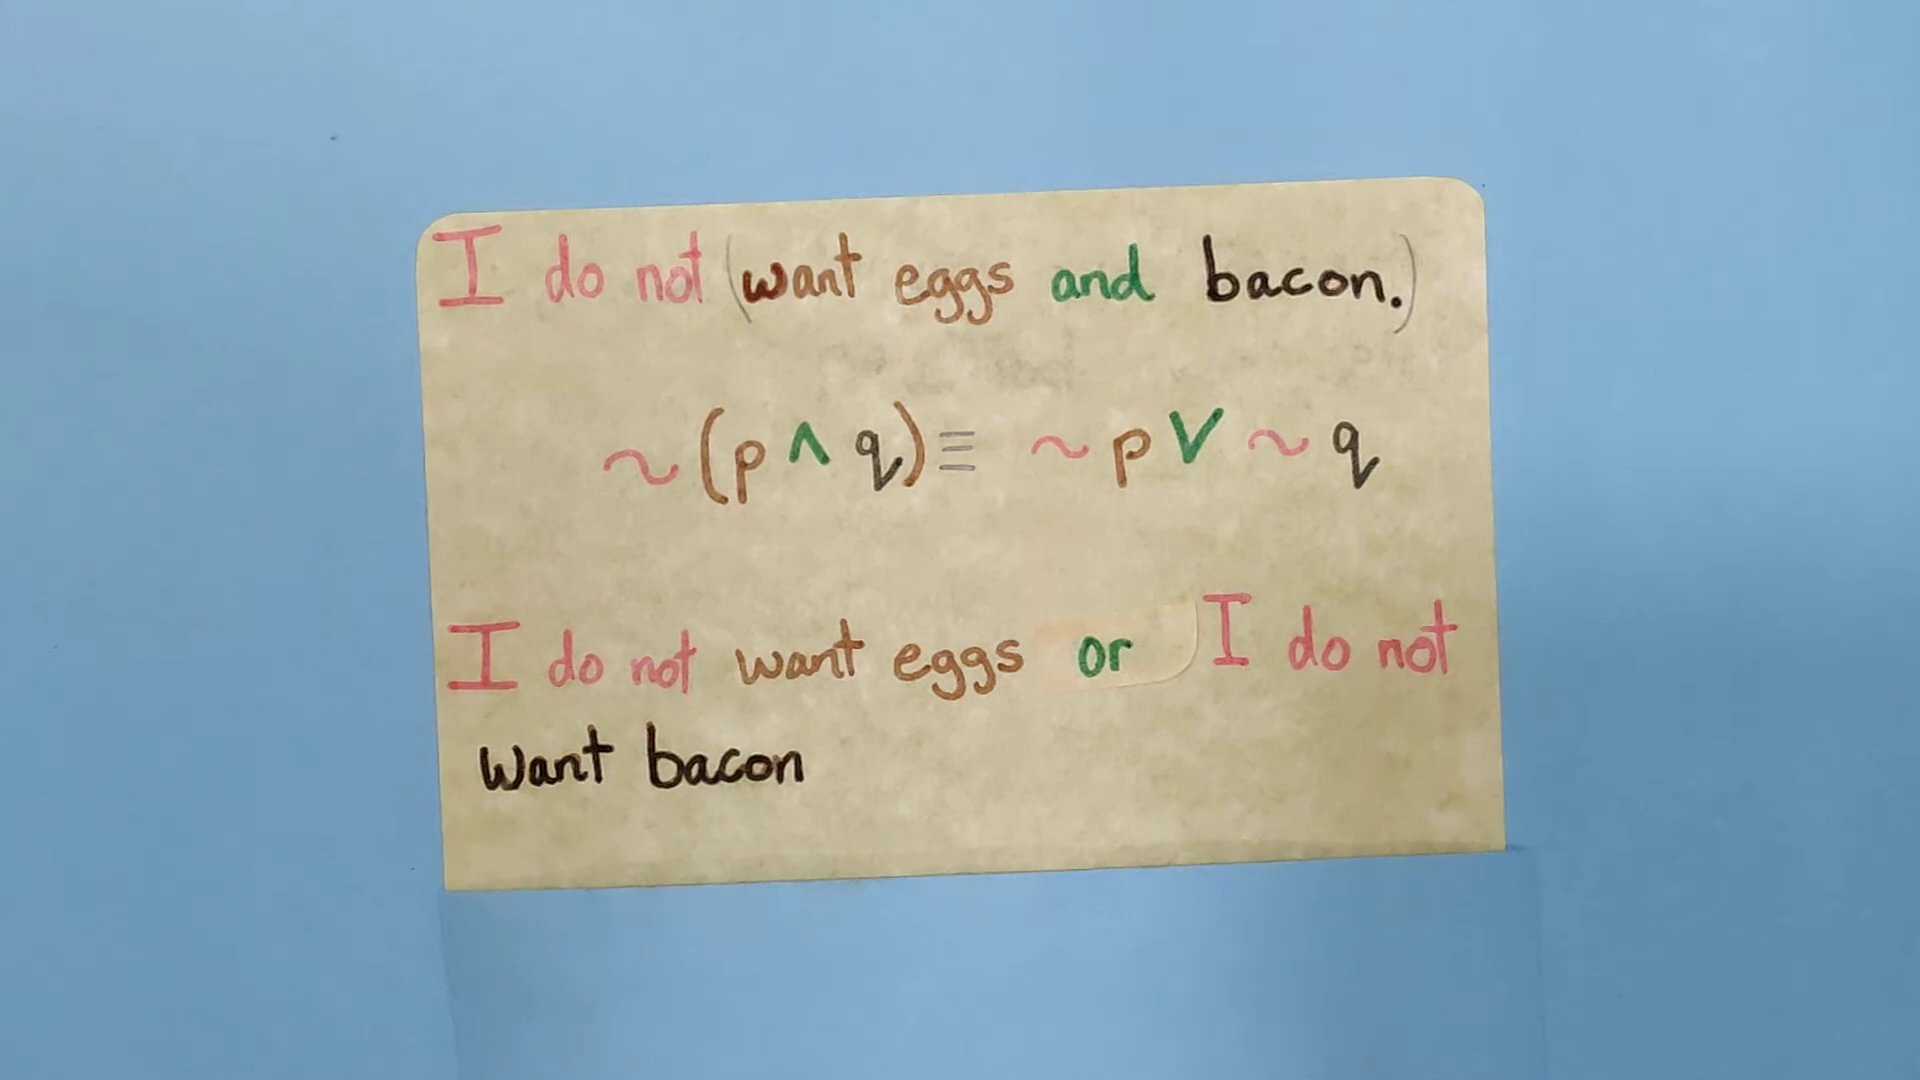 I do not (want eggs and bacon.)
~ (p ∧ q) ≡ ~ p ∨ ~ q
I do not want eggs or I do not
want bacon